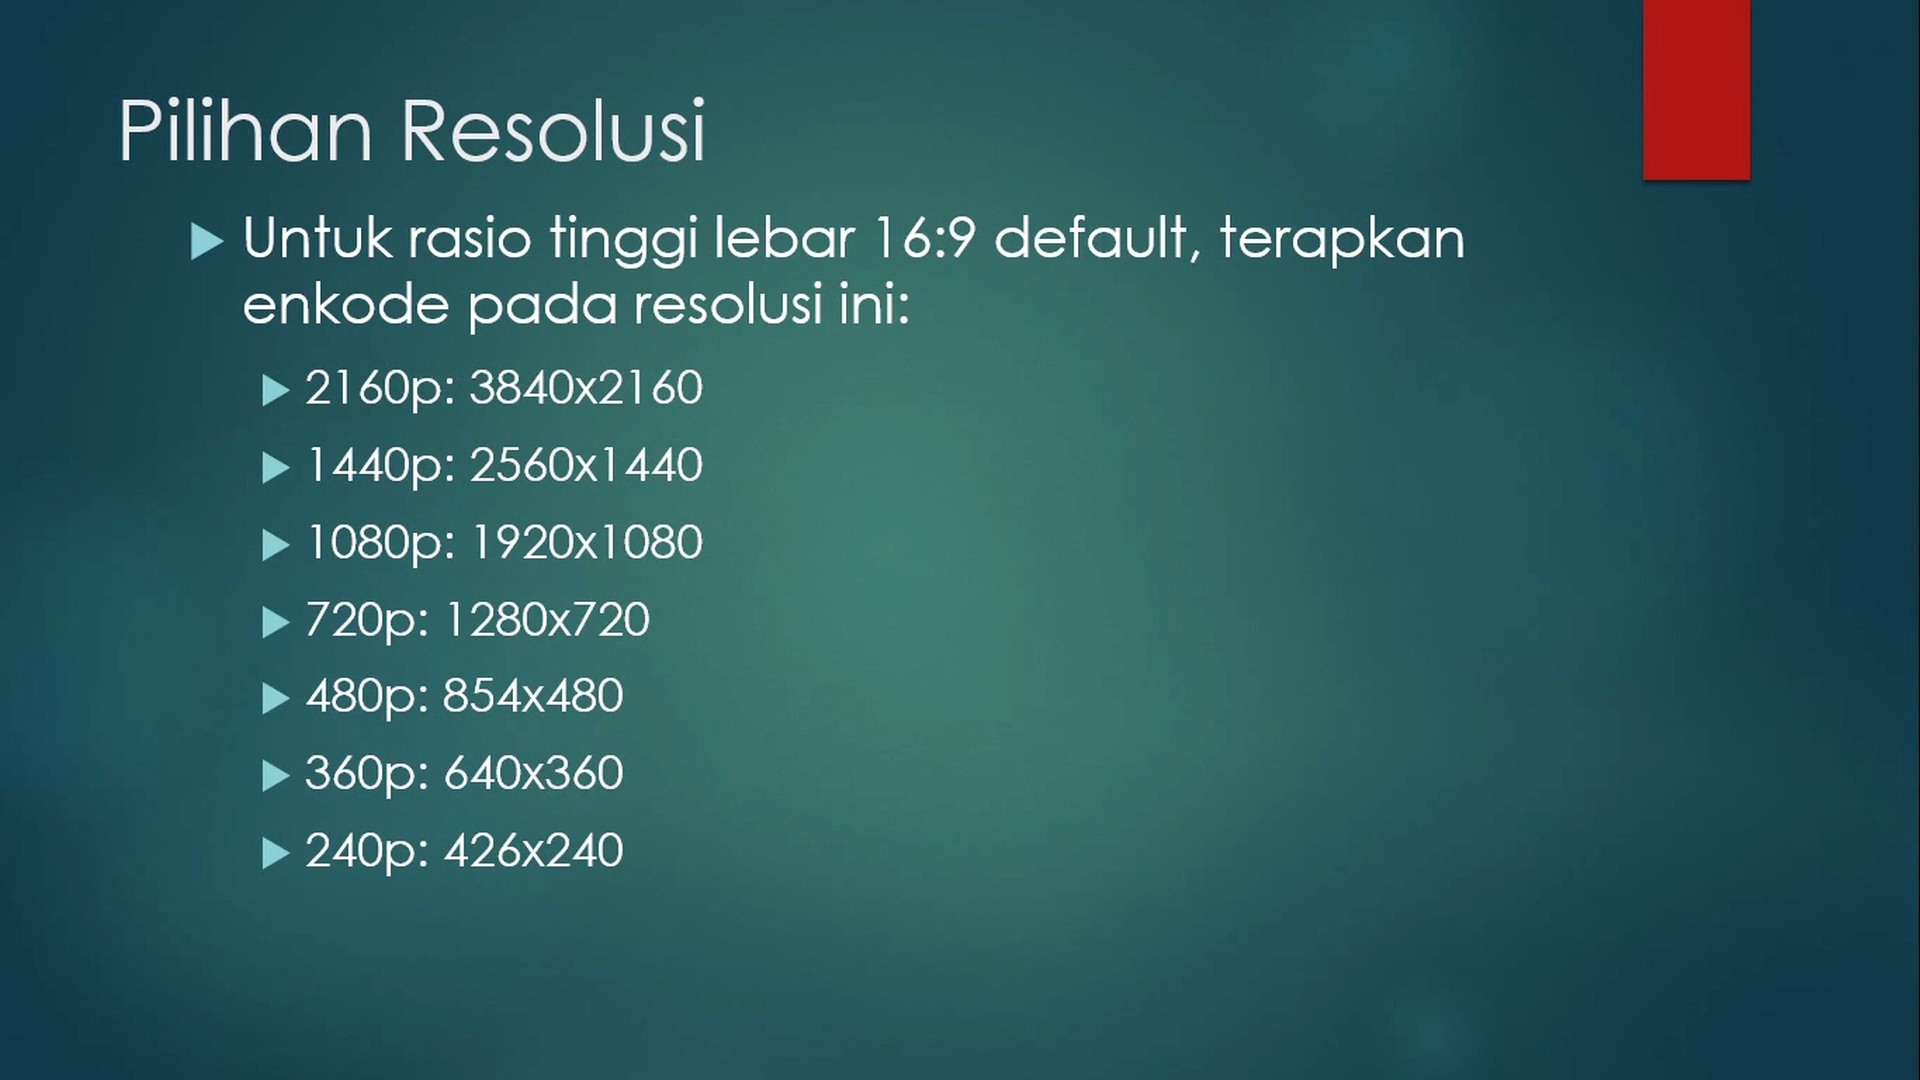 Pilihan Resolusi
Untuk rasio tinggi lebar 16:9 default, terapkan
enkode pada resolusi ini:
2160p: 3840x2160
1440p: 2560x1440
1080p: 1920x1080
720p: 1280x720
480p: 854x480
360p: 640x360
240p: 426x240